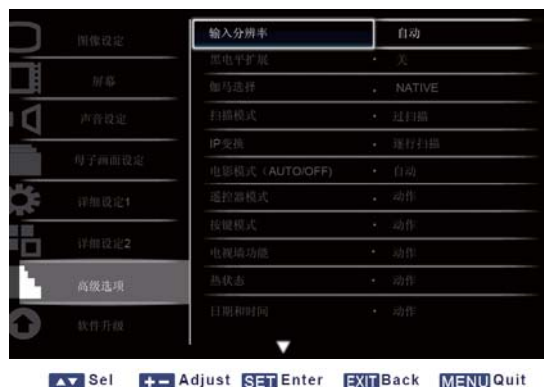 图像设定
屏幕
声音设定
母子画面设定
详细设定1
详细设定2
高级选项
软件升级
输入分辨率 自动
黑电平扩展 · 关
伽马选择 · NATIVE
扫描模式 · 过扫描
IP变换 · 逐行扫描
电影模式（AUTO/OFF） · 自动
遥控器模式 · 动作
按键模式 · 动作
电视墙功能 · 动作
热状态 · 动作
日期和时间 · 动作
Sel Adjust SET Enter EXIT Back MENU Quit